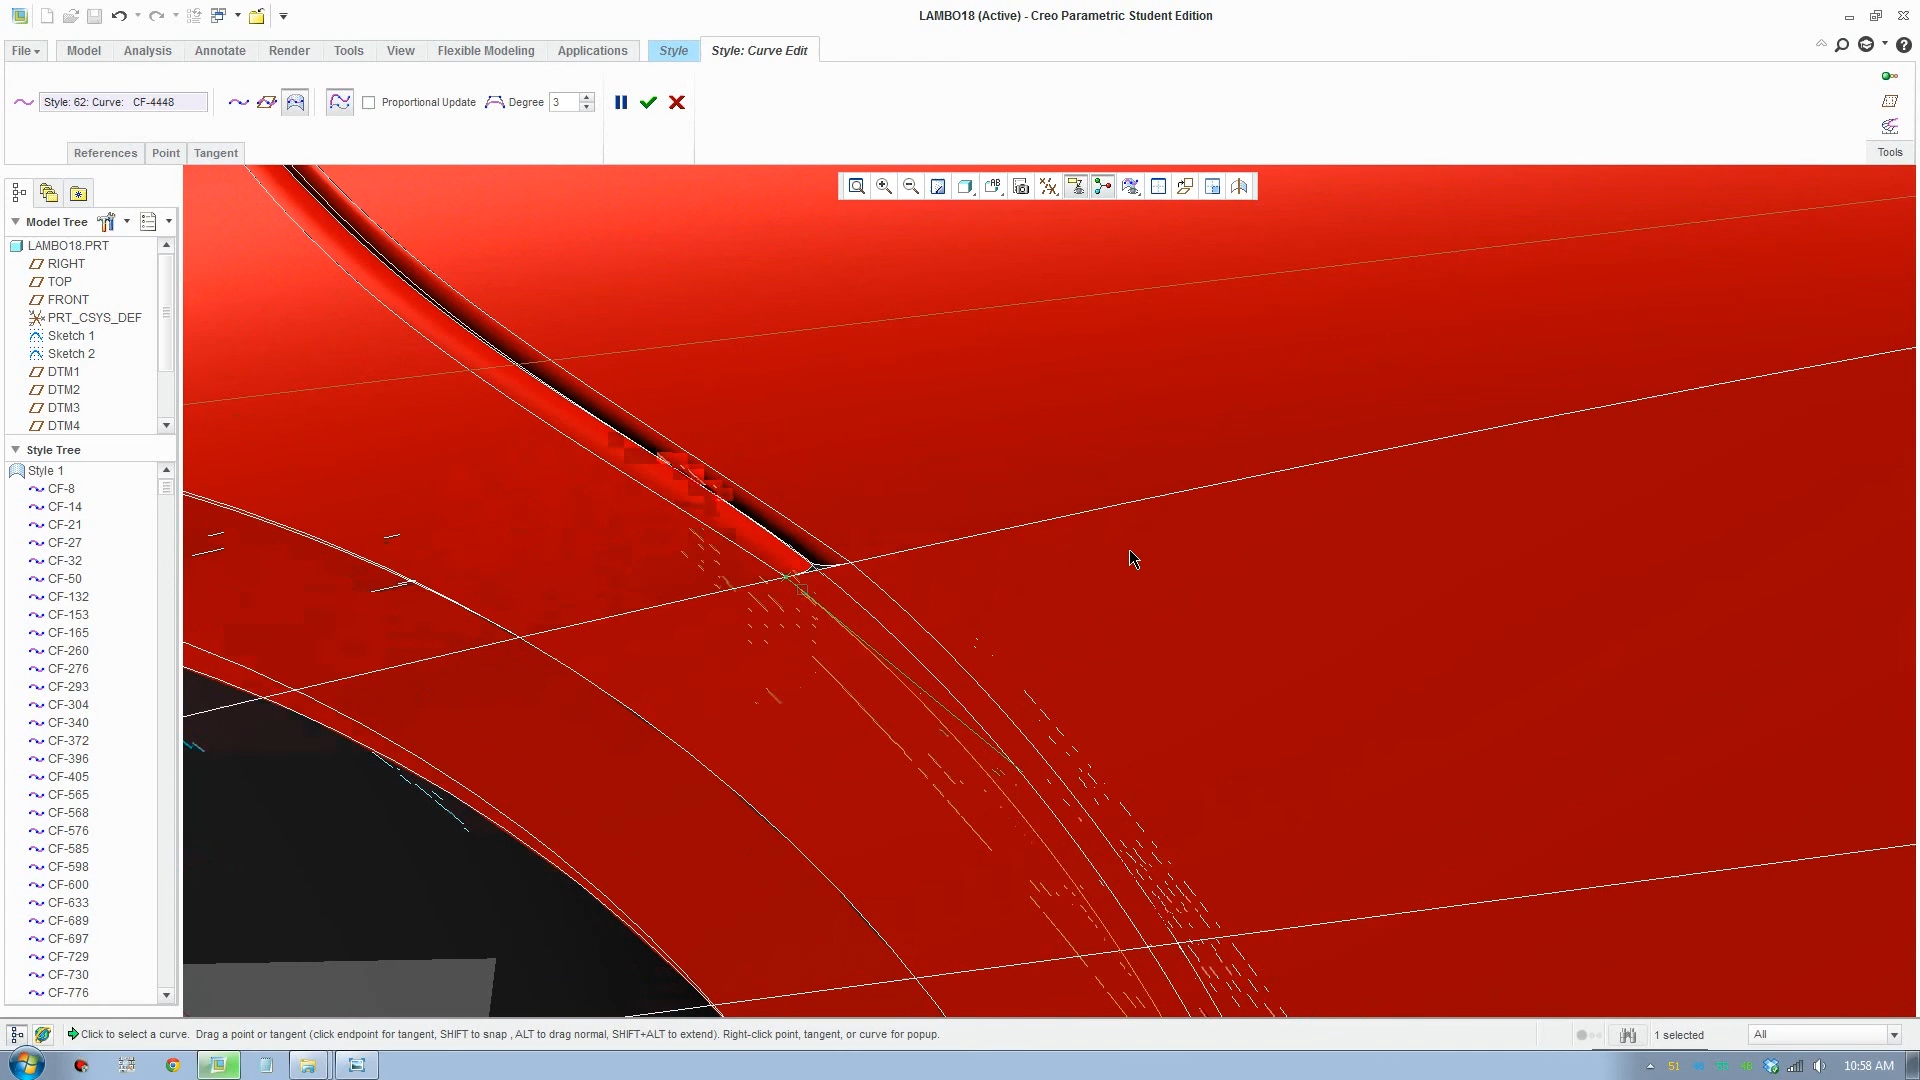 LAMBO18 (Active) - Creo Parametric Student Edition
File Model Analysis Annotate Render Tools View Flexible Modeling Applications Style Style: Curve Edit
Style: 62: Curve: CF-4448 Proportional Update Degree 3
References Point Tangent Tools
Model Tree
LAMBO18.PRT
RIGHT
TOP
FRONT
PRT_CSYS_DEF
Sketch 1
Sketch 2
DTM1
DTM2
DTM3
DTM4
Style Tree
Style 1
CF-8
CF-14
CF-21
CF-27
CF-32
CF-50
CF-132
CF-153
CF-165
CF-260
CF-276
CF-293
CF-304
CF-340
CF-372
CF-396
CF-405
CF-565
CF-568
CF-576
CF-585
CF-598
CF-600
CF-633
CF-689
CF-697
CF-729
CF-730
CF-776
Click to select a curve. Drag a point or tangent (click endpoint for tangent, SHIFT to snap , ALT to drag normal, SHIFT+ALT to extend). Right-click point, tangent, or curve for popup.
1 selected All
51 10:58 AM